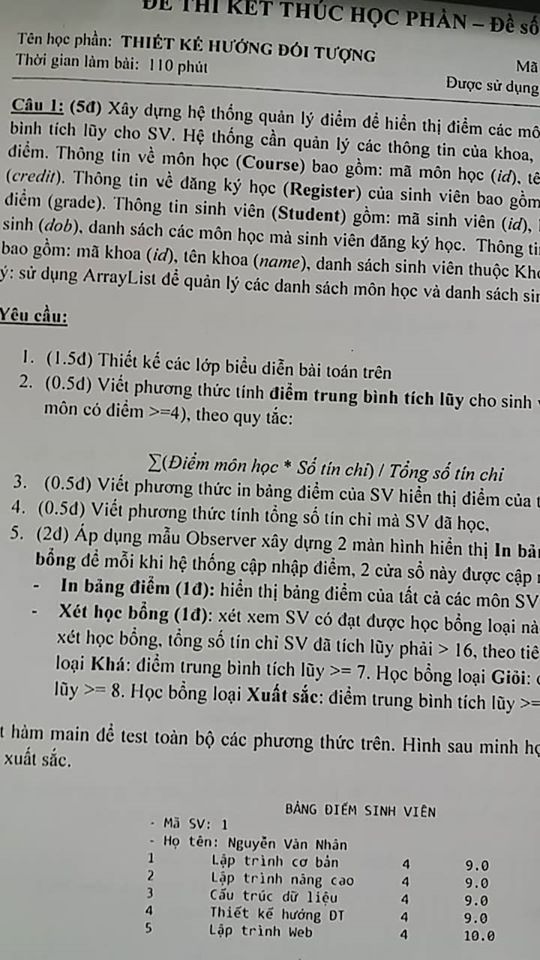 ĐỀ THI KẾT THÚC HỌC PHẦN – Đề số
Tên học phần: THIẾT KẾ HƯỚNG ĐỐI TƯỢNG
Mã
Thời gian làm bài: 110 phút
Được sử dụng
Câu 1: (5đ) Xây dựng hệ thống quản lý điểm để hiển thị điểm các mô
bình tích lũy cho SV. Hệ thống cần quản lý các thông tin của khoa,
điểm. Thông tin về môn học (Course) bao gồm: mã môn học (id), tê
(credit). Thông tin về đăng ký học (Register) của sinh viên bao gồm
điểm (grade). Thông tin sinh viên (Student) gồm: mã sinh viên (id),
sinh (dob), danh sách các môn học mà sinh viên đăng ký học. Thông ti
bao gồm: mã khoa (id), tên khoa (name), danh sách sinh viên thuộc Kho
ý: sử dụng ArrayList để quản lý các danh sách môn học và danh sách sin
Yêu cầu:
1. (1.5đ) Thiết kế các lớp biểu diễn bài toán trên
2. (0.5đ) Viết phương thức tính điểm trung bình tích lũy cho sinh
môn có điểm >=4), theo quy tắc:
∑(Điểm môn học * Số tín chỉ) / Tổng số tín chỉ
3. (0.5đ) Viết phương thức in bảng điểm của SV hiển thị điểm của t
4. (0.5đ) Viết phương thức tính tổng số tín chỉ mà SV đã học,
5. (2đ) Áp dụng mẫu Observer xây dựng 2 màn hình hiển thị In bản
bổng để mỗi khi hệ thống cập nhập điểm, 2 cửa sổ này được cập
- In bảng điểm (1đ): hiển thị bảng điểm của tất cả các môn SV
- Xét học bổng (1đ): xét xem SV có đạt được học bổng loại nà
xét học bổng, tổng số tín chỉ SV đã tích lũy phải > 16, theo tiê
loại Khá: điểm trung bình tích lũy >= 7. Học bổng loại Giỏi:
lũy >= 8. Học bổng loại Xuất sắc: điểm trung bình tích lũy >=
t hàm main để test toàn bộ các phương thức trên. Hình sau minh họ
xuất sắc.
BẢNG ĐIỂM SINH VIÊN
- Mã SV: 1
- Họ tên: Nguyễn Văn Nhân
1 Lập trình cơ bản 4 9.0
2 Lập trình nâng cao 4 9.0
3 Cấu trúc dữ liệu 4 9.0
4 Thiết kế hướng ĐT 4 9.0
5 Lập trình Web 4 10.0